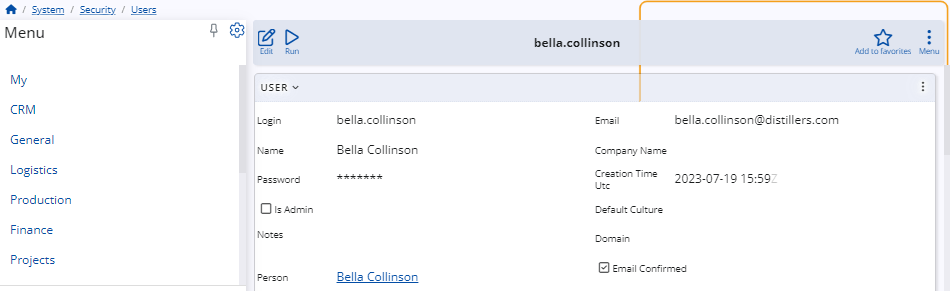 / System / Security / Users
Menu
My
CRM
General
Logistics
Production
Finance
Projects
Edit Run bella.collinson Add to favorites Menu
USER
Login bella.collinson
Name Bella Collinson
Password *******
Is Admin
Notes
Person Bella Collinson
Email bella.collinson@distillers.com
Company Name
Creation Time
Utc 2023-07-19 15:59Z
Default Culture
Domain
Email Confirmed